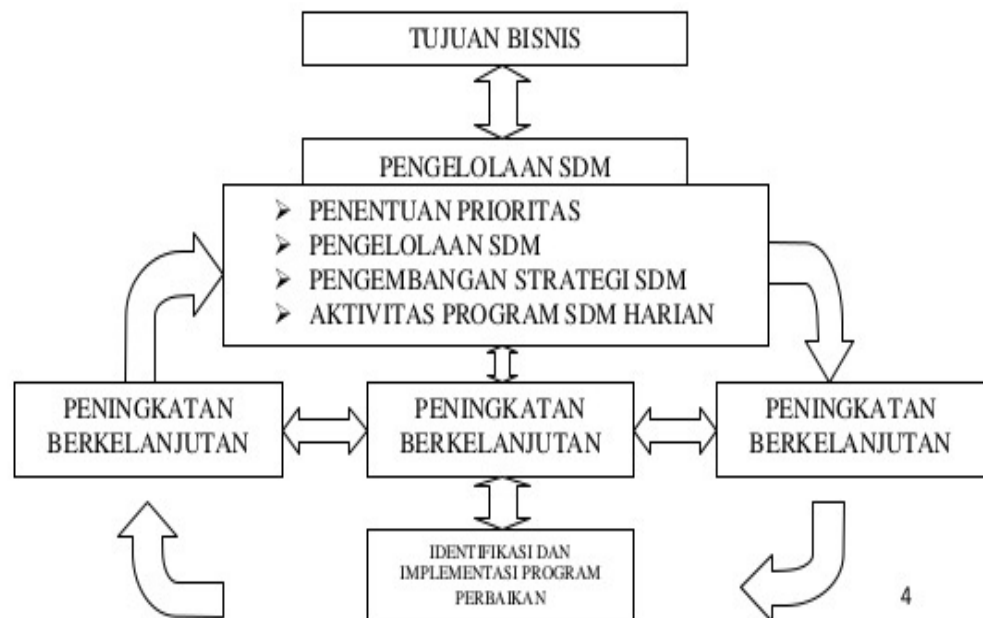 TUJUAN BISNIS
PENGELOLAAN SDM
➢ PENENTUAN PRIORITAS
➢ PENGELOLAAN SDM
➢ PENGEMBANGAN STRATEGI SDM
➢ AKTIVITAS PROGRAM SDM HARIAN
PENINGKATAN
BERKELANJUTAN
PENINGKATAN
BERKELANJUTAN
PENINGKATAN
BERKELANJUTAN
IDENTIFIKASI DAN
IMPLEMENTASI PROGRAM
PERBAIKAN
4